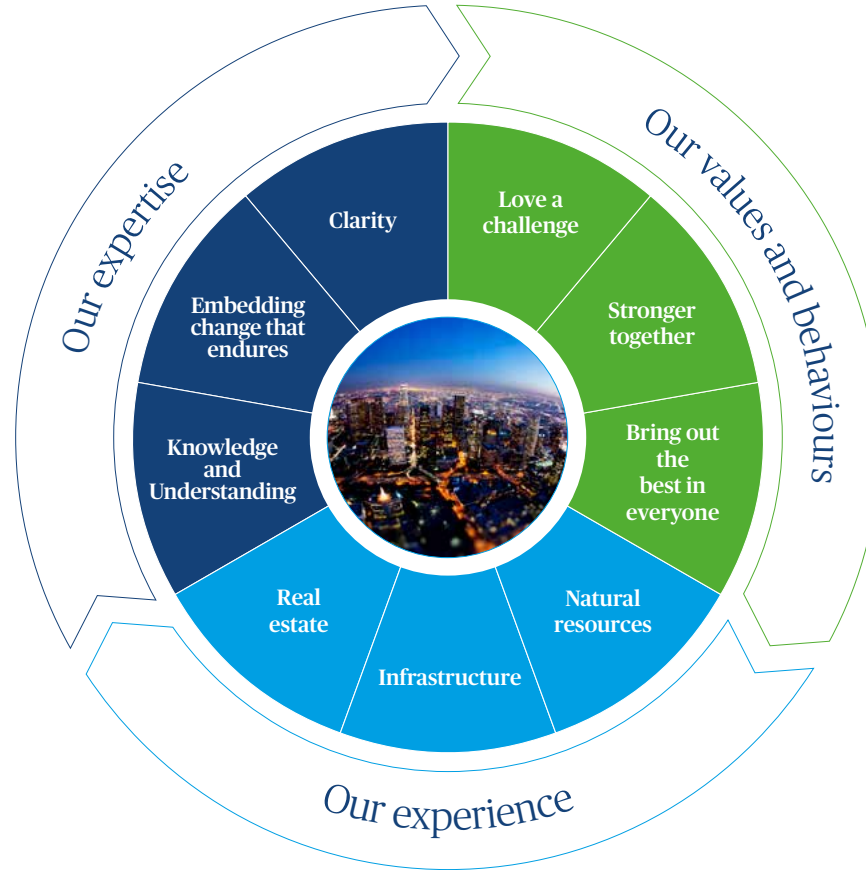 Our expertise
Our values and behaviours
Our experience
Clarity
Love a
challenge
Stronger
together
Bring out
the
best in
everyone
Natural
resources
Infrastructure
Real
estate
Knowledge
and
Understanding
Embedding
change that
endures